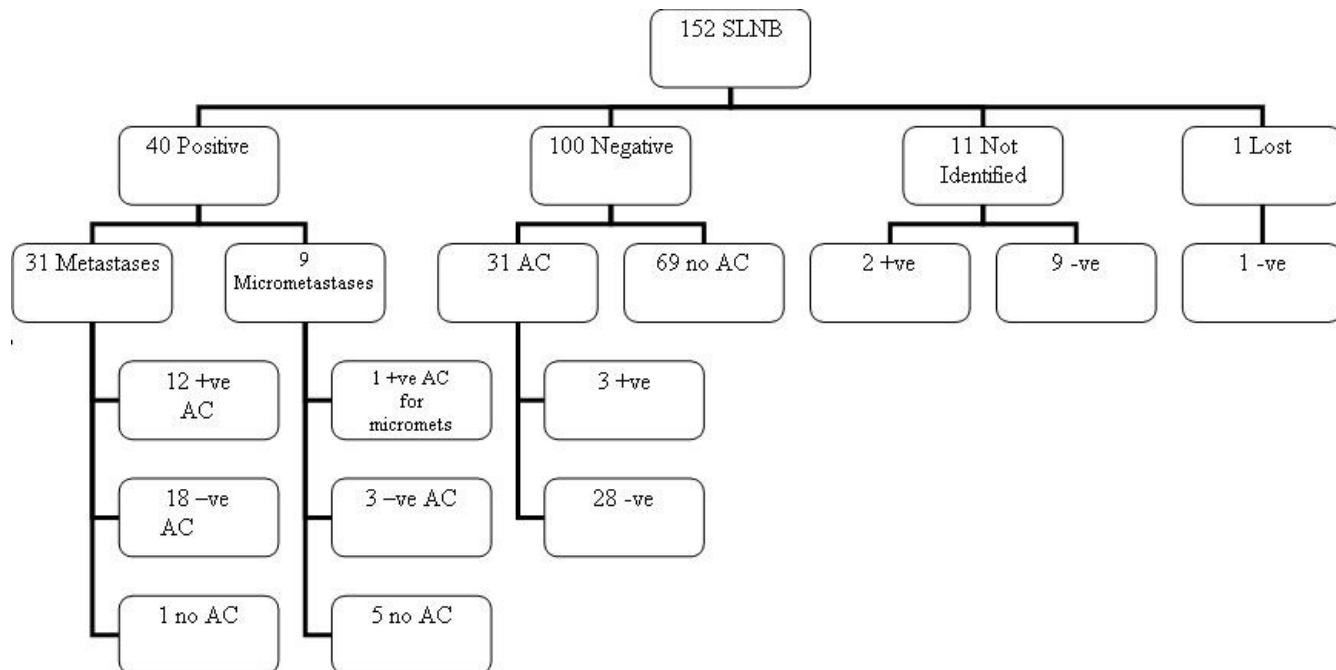 152 SLNB
40 Positive
100 Negative
11 Not
Identified
1 Lost
31 Metastases
9
Micrometastases
31 AC
69 no AC
2 +ve
9 -ve
1 -ve
12 +ve
AC
1 +ve AC
for
micromets
3 +ve
18 –ve
AC
3 –ve AC
28 -ve
1 no AC
5 no AC